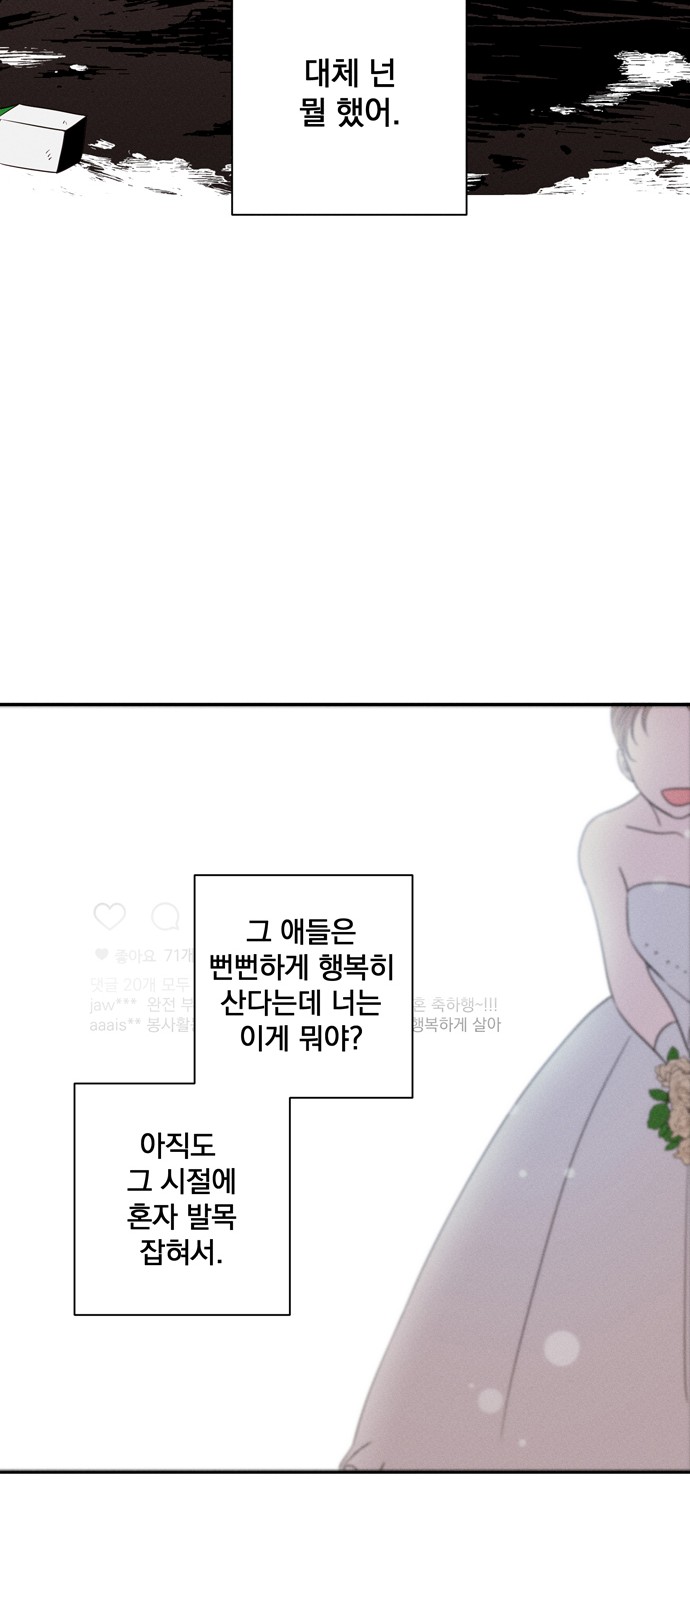 대체 넌
뭘 했어.
그 애들은
뻔뻔하게 행복히
산다는데 너는
이게 뭐야?
좋아요 71개
댓글 20개 모두
jaw*** 완전 부
혼 축하행~!!!
aaais** 봉사활
행복하게 살아
아직도
그 시절에
혼자 발목
잡혀서.